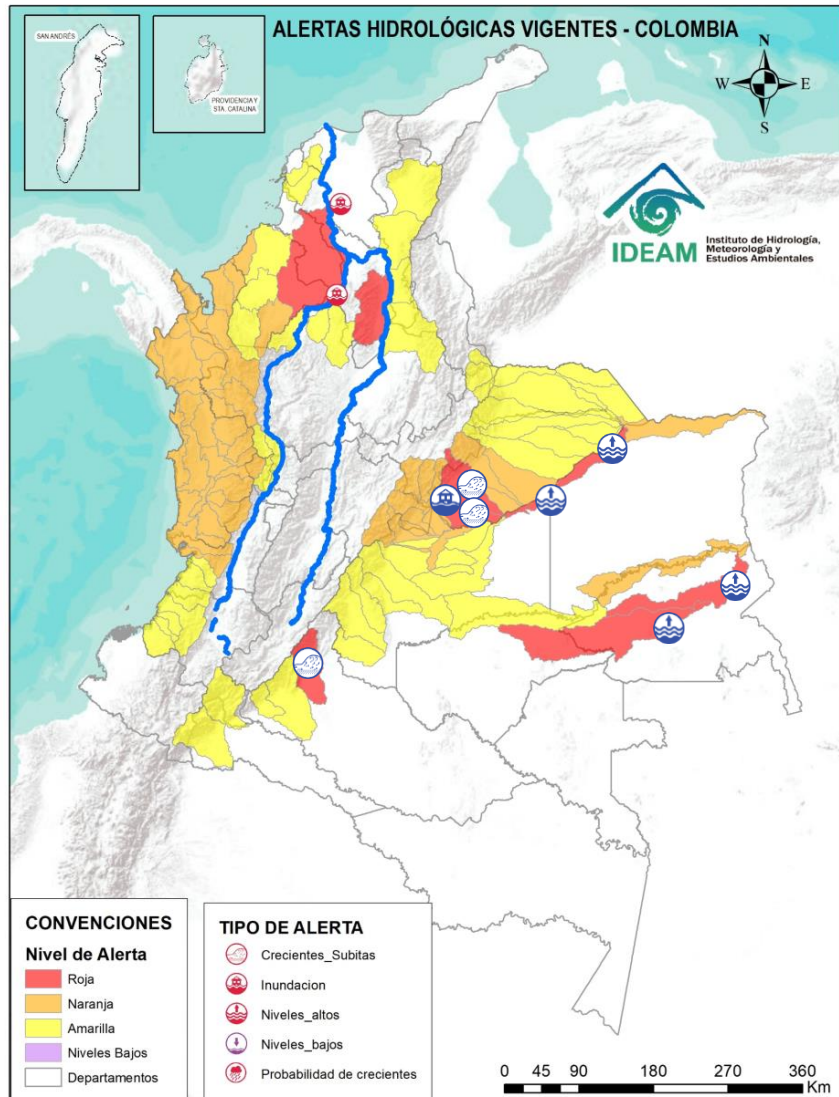 ALERTAS HIDROLÓGICAS VIGENTES - COLOMBIA
SAN ANDRÉS
PROVIDENCIA Y
STA. CATALINA
N
W
E
S
IDEAM
Instituto de Hidrología,
Meteorología y
Estudios Ambientales
CONVENCIONES
Nivel de Alerta
Roja
Naranja
Amarilla
Niveles Bajos
Departamentos
TIPO DE ALERTA
Crecientes_Subitas
Inundacion
Niveles_altos
Niveles_bajos
Probabilidad de crecientes
0 45 90 180 270 360
Km